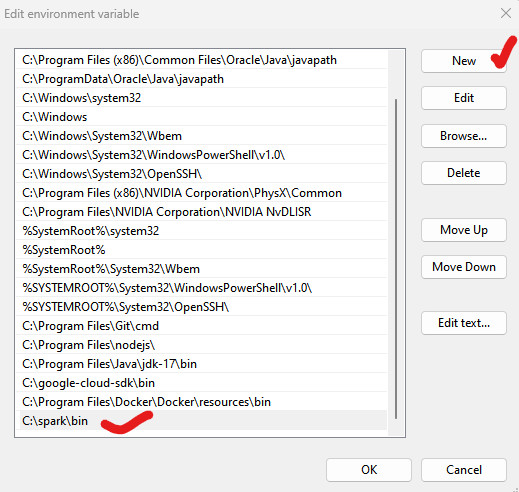 Edit environment variable
C:\Program Files (x86)\Common Files\Oracle\Java\javapath
C:\ProgramData\Oracle\Java\javapath
C:\Windows\system32
C:\Windows
C:\Windows\System32\Wbem
C:\Windows\System32\WindowsPowerShell\v1.0\
C:\Windows\System32\OpenSSH\
C:\Program Files (x86)\NVIDIA Corporation\PhysX\Common
C:\Program Files\NVIDIA Corporation\NVIDIA NvDLISR
%SystemRoot%\system32
%SystemRoot%
%SystemRoot%\System32\Wbem
%SYSTEMROOT%\System32\WindowsPowerShell\v1.0\
%SYSTEMROOT%\System32\OpenSSH\
C:\Program Files\Git\cmd
C:\Program Files\nodejs\
C:\Program Files\Java\jdk-17\bin
C:\google-cloud-sdk\bin
C:\Program Files\Docker\Docker\resources\bin
C:\spark\bin
New
Edit
Browse...
Delete
Move Up
Move Down
Edit text...
OK
Cancel